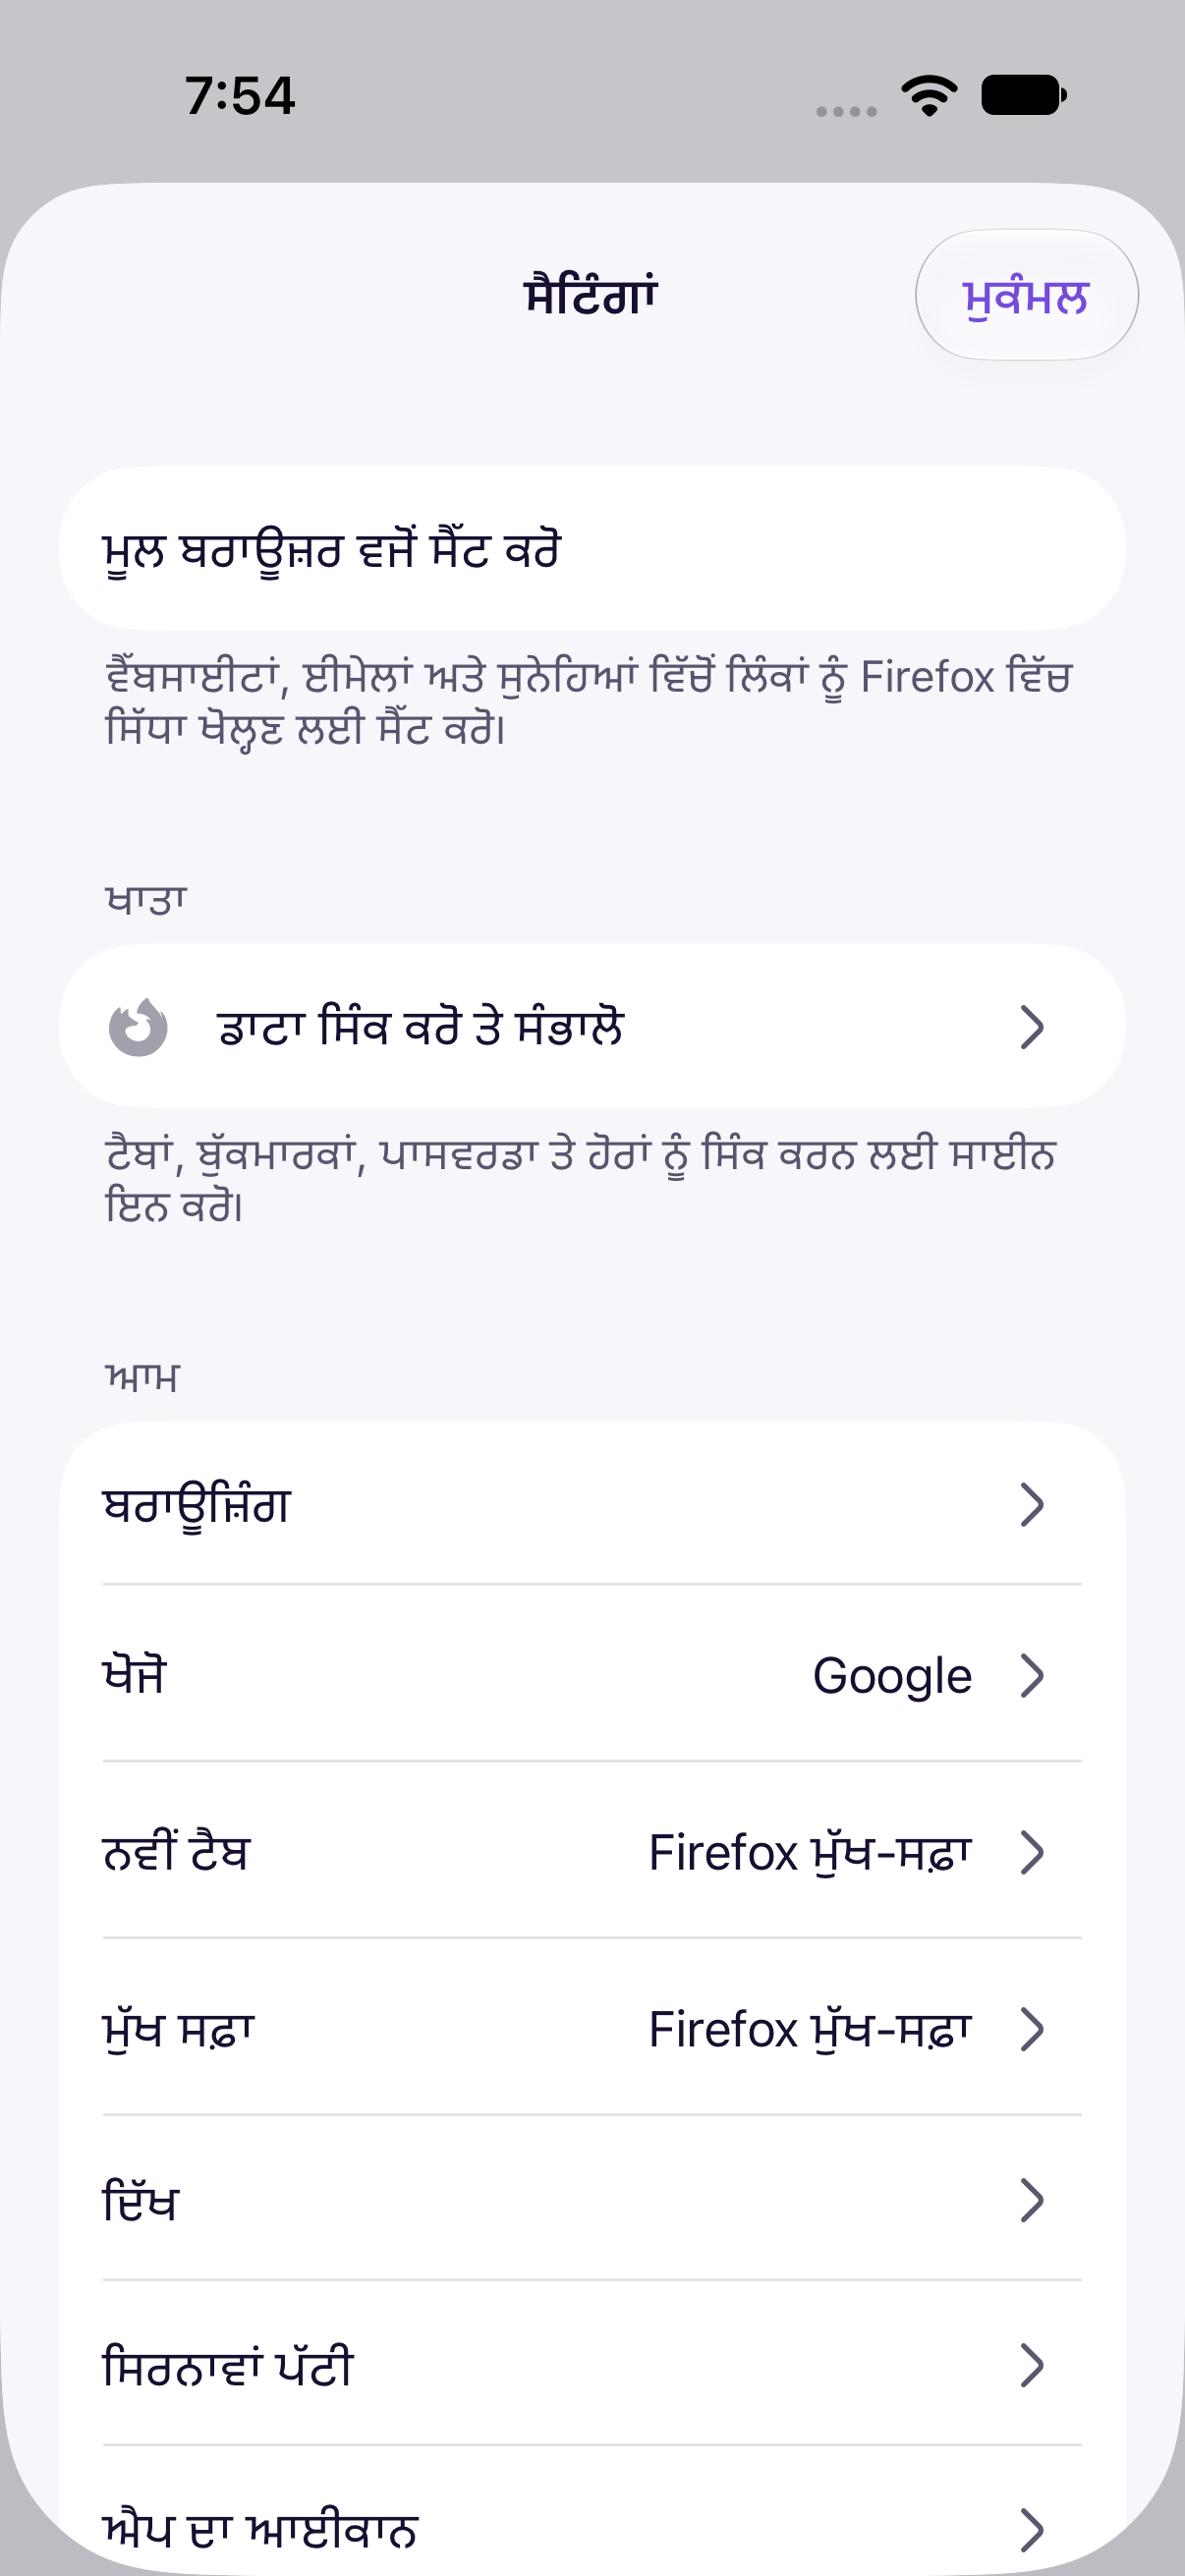 7:54
ਸੈਟਿੰਗਾਂ
ਮੁਕੰਮਲ
ਮੂਲ ਬਰਾਊਜ਼ਰ ਵਜੋਂ ਸੈੱਟ ਕਰੋ
ਵੈੱਬਸਾਈਟਾਂ, ਈਮੇਲਾਂ ਅਤੇ ਸੁਨੇਹਿਆਂ ਵਿੱਚੋਂ ਲਿੰਕਾਂ ਨੂੰ Firefox ਵਿੱਚ
ਸਿੱਧਾ ਖੋਲ੍ਹਣ ਲਈ ਸੈੱਟ ਕਰੋ।
ਖਾਤਾ
ਡਾਟਾ ਸਿੰਕ ਕਰੋ ਤੇ ਸੰਭਾਲੋ
ਟੈਬਾਂ, ਬੁੱਕਮਾਰਕਾਂ, ਪਾਸਵਰਡਾ ਤੇ ਹੋਰਾਂ ਨੂੰ ਸਿੰਕ ਕਰਨ ਲਈ ਸਾਈਨ
ਇਨ ਕਰੋ।
ਆਮ
ਬਰਾਊਜ਼ਿੰਗ
ਖੋਜੋ Google
ਨਵੀਂ ਟੈਬ Firefox ਮੁੱਖ-ਸਫ਼ਾ
ਮੁੱਖ ਸਫ਼ਾ Firefox ਮੁੱਖ-ਸਫ਼ਾ
ਦਿੱਖ
ਸਿਰਨਾਵਾਂ ਪੱਟੀ
ਐਪ ਦਾ ਆਈਕਾਨ